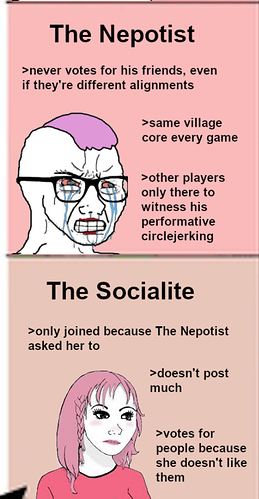 The Nepotist
>never votes for his friends, even
if they're different alignments
>same village
core every game
>other players
only there to
witness his
performative
circlejerking
The Socialite
>only joined because The Nepotist
asked her to
>doesn't post
much
>votes for
people because
she doesn't like
them